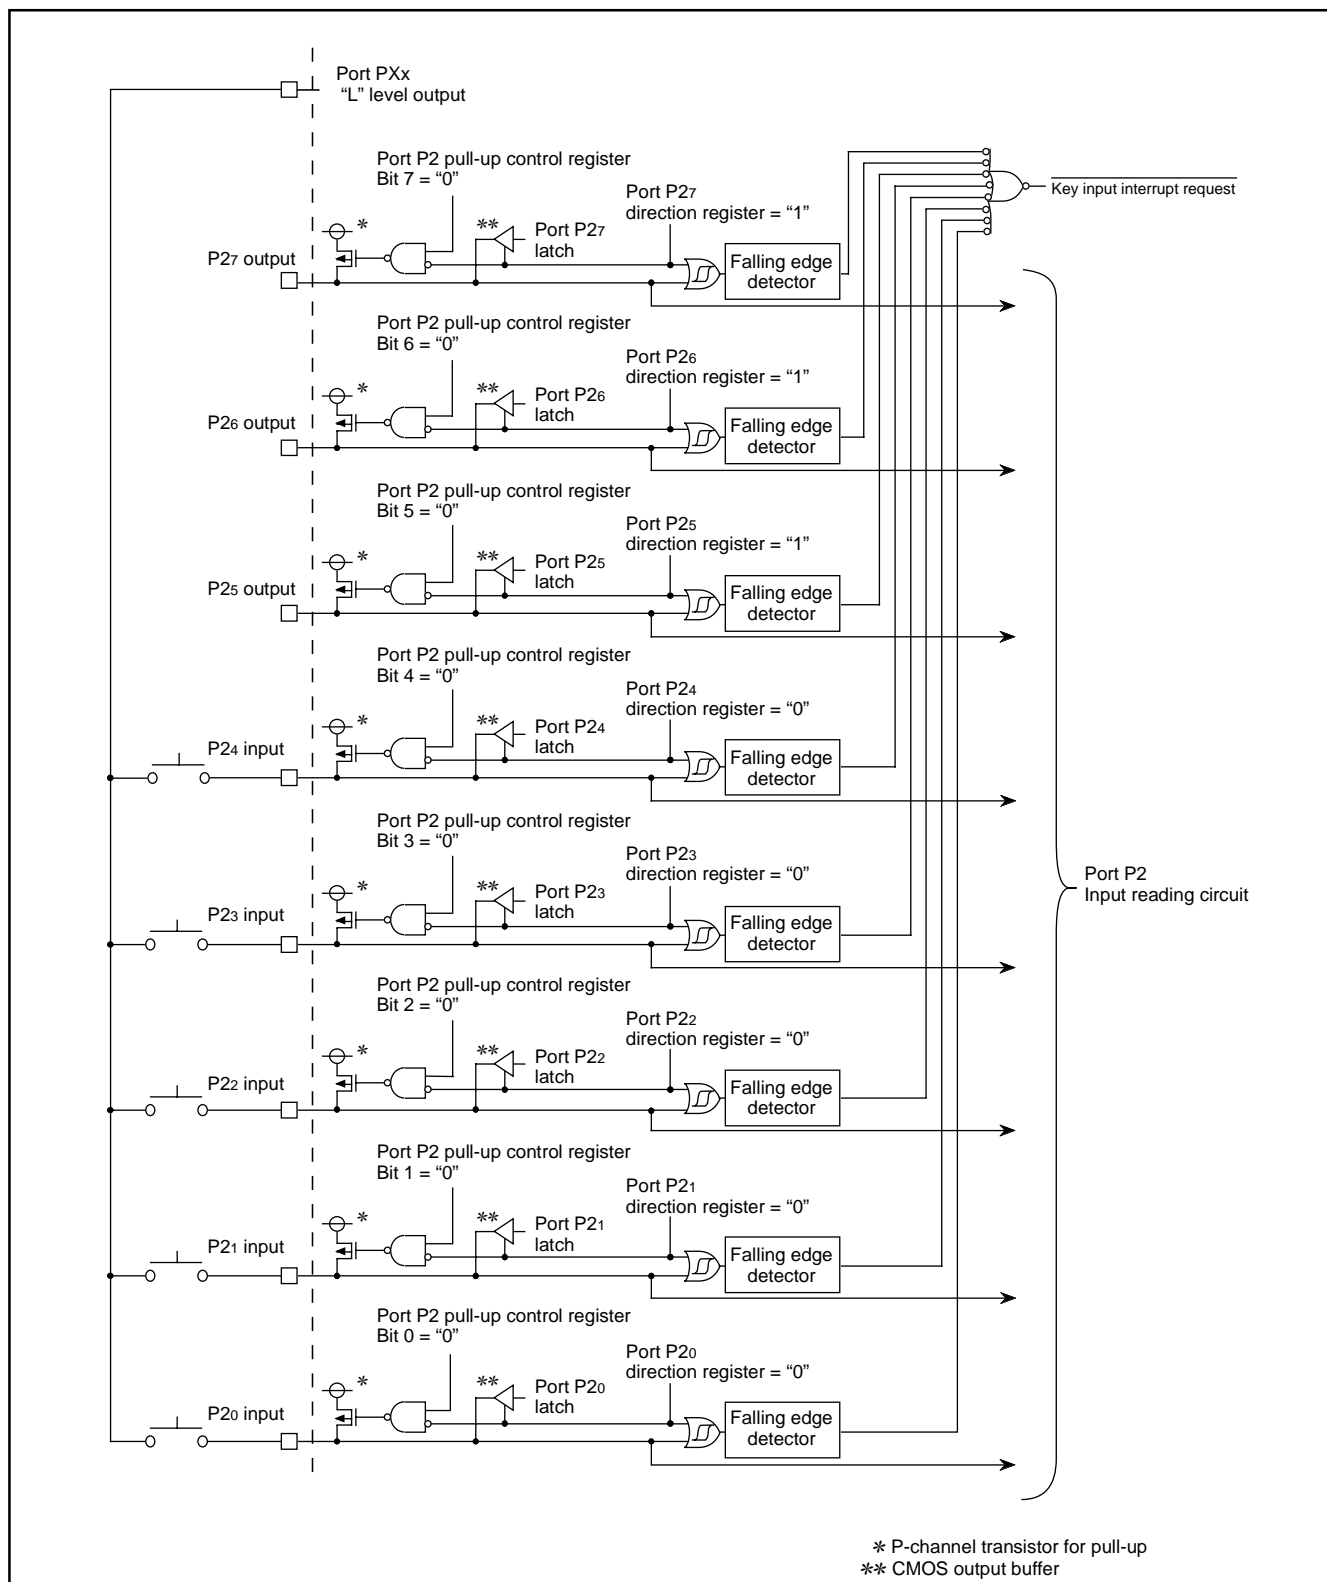 Port PXx
“L” level output
Port P2 pull-up control register
Bit 7 = “0”
Port P27
direction register = “1”
Key input interrupt request
*
**
Port P27
latch
P27 output
Falling edge
detector
Port P2 pull-up control register
Bit 6 = “0”
Port P26
direction register = “1”
*
**
Port P26
latch
P26 output
Falling edge
detector
Port P2 pull-up control register
Bit 5 = “0”
Port P25
direction register = “1”
*
**
Port P25
latch
P25 output
Falling edge
detector
Port P2 pull-up control register
Bit 4 = “0”
Port P24
direction register = “0”
*
**
Port P24
latch
P24 input
Falling edge
detector
Port P2 pull-up control register
Bit 3 = “0”
Port P23
direction register = “0”
*
**
Port P23
latch
P23 input
Falling edge
detector
Port P2
Input reading circuit
Port P2 pull-up control register
Bit 2 = “0”
Port P22
direction register = “0”
*
**
Port P22
latch
P22 input
Falling edge
detector
Port P2 pull-up control register
Bit 1 = “0”
Port P21
direction register = “0”
*
**
Port P21
latch
P21 input
Falling edge
detector
Port P2 pull-up control register
Bit 0 = “0”
Port P20
direction register = “0”
*
**
Port P20
latch
P20 input
Falling edge
detector
* P-channel transistor for pull-up
** CMOS output buffer